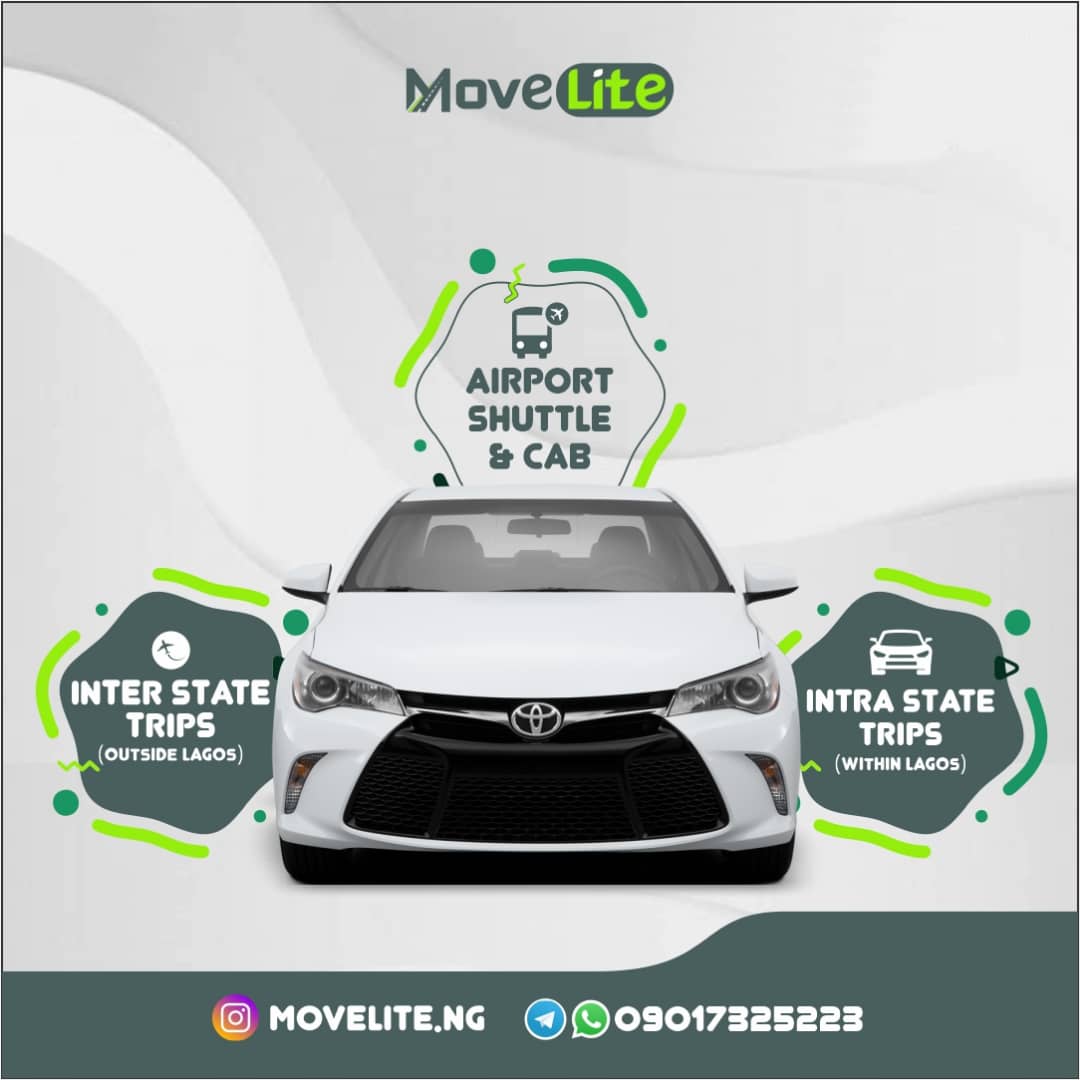 MoveLite
AIRPORT
SHUTTLE
& CAB
INTER STATE
TRIPS
(OUTSIDE LAGOS)
INTRA STATE
TRIPS
(WITHIN LAGOS)
MOVELITE.NG
09017325223